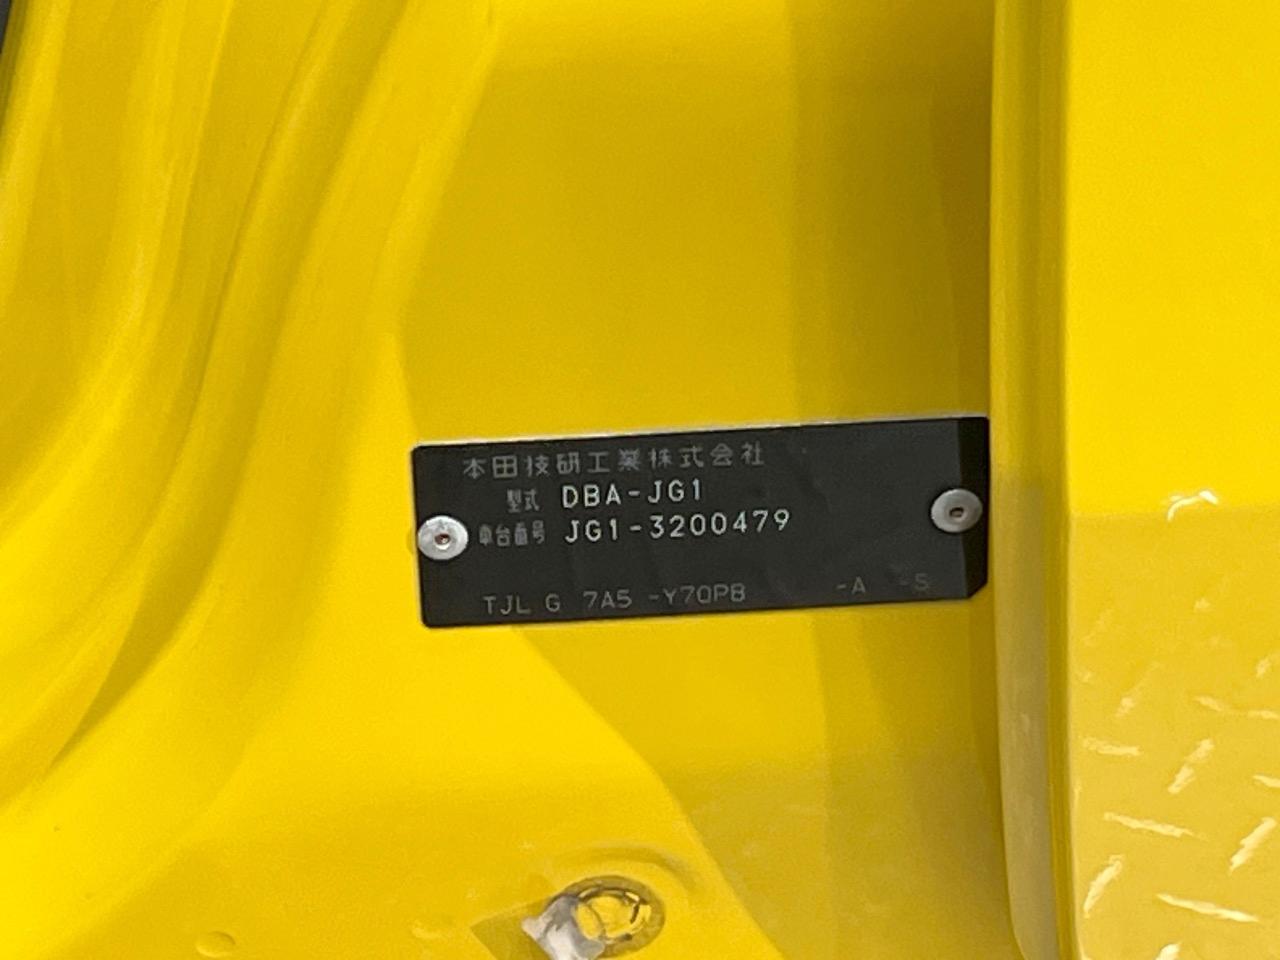 本田技研工業株式会社
型式 DBA-JG1
車台番号 JG1-3200479
TJL G 7A5 -Y70PB -A -S